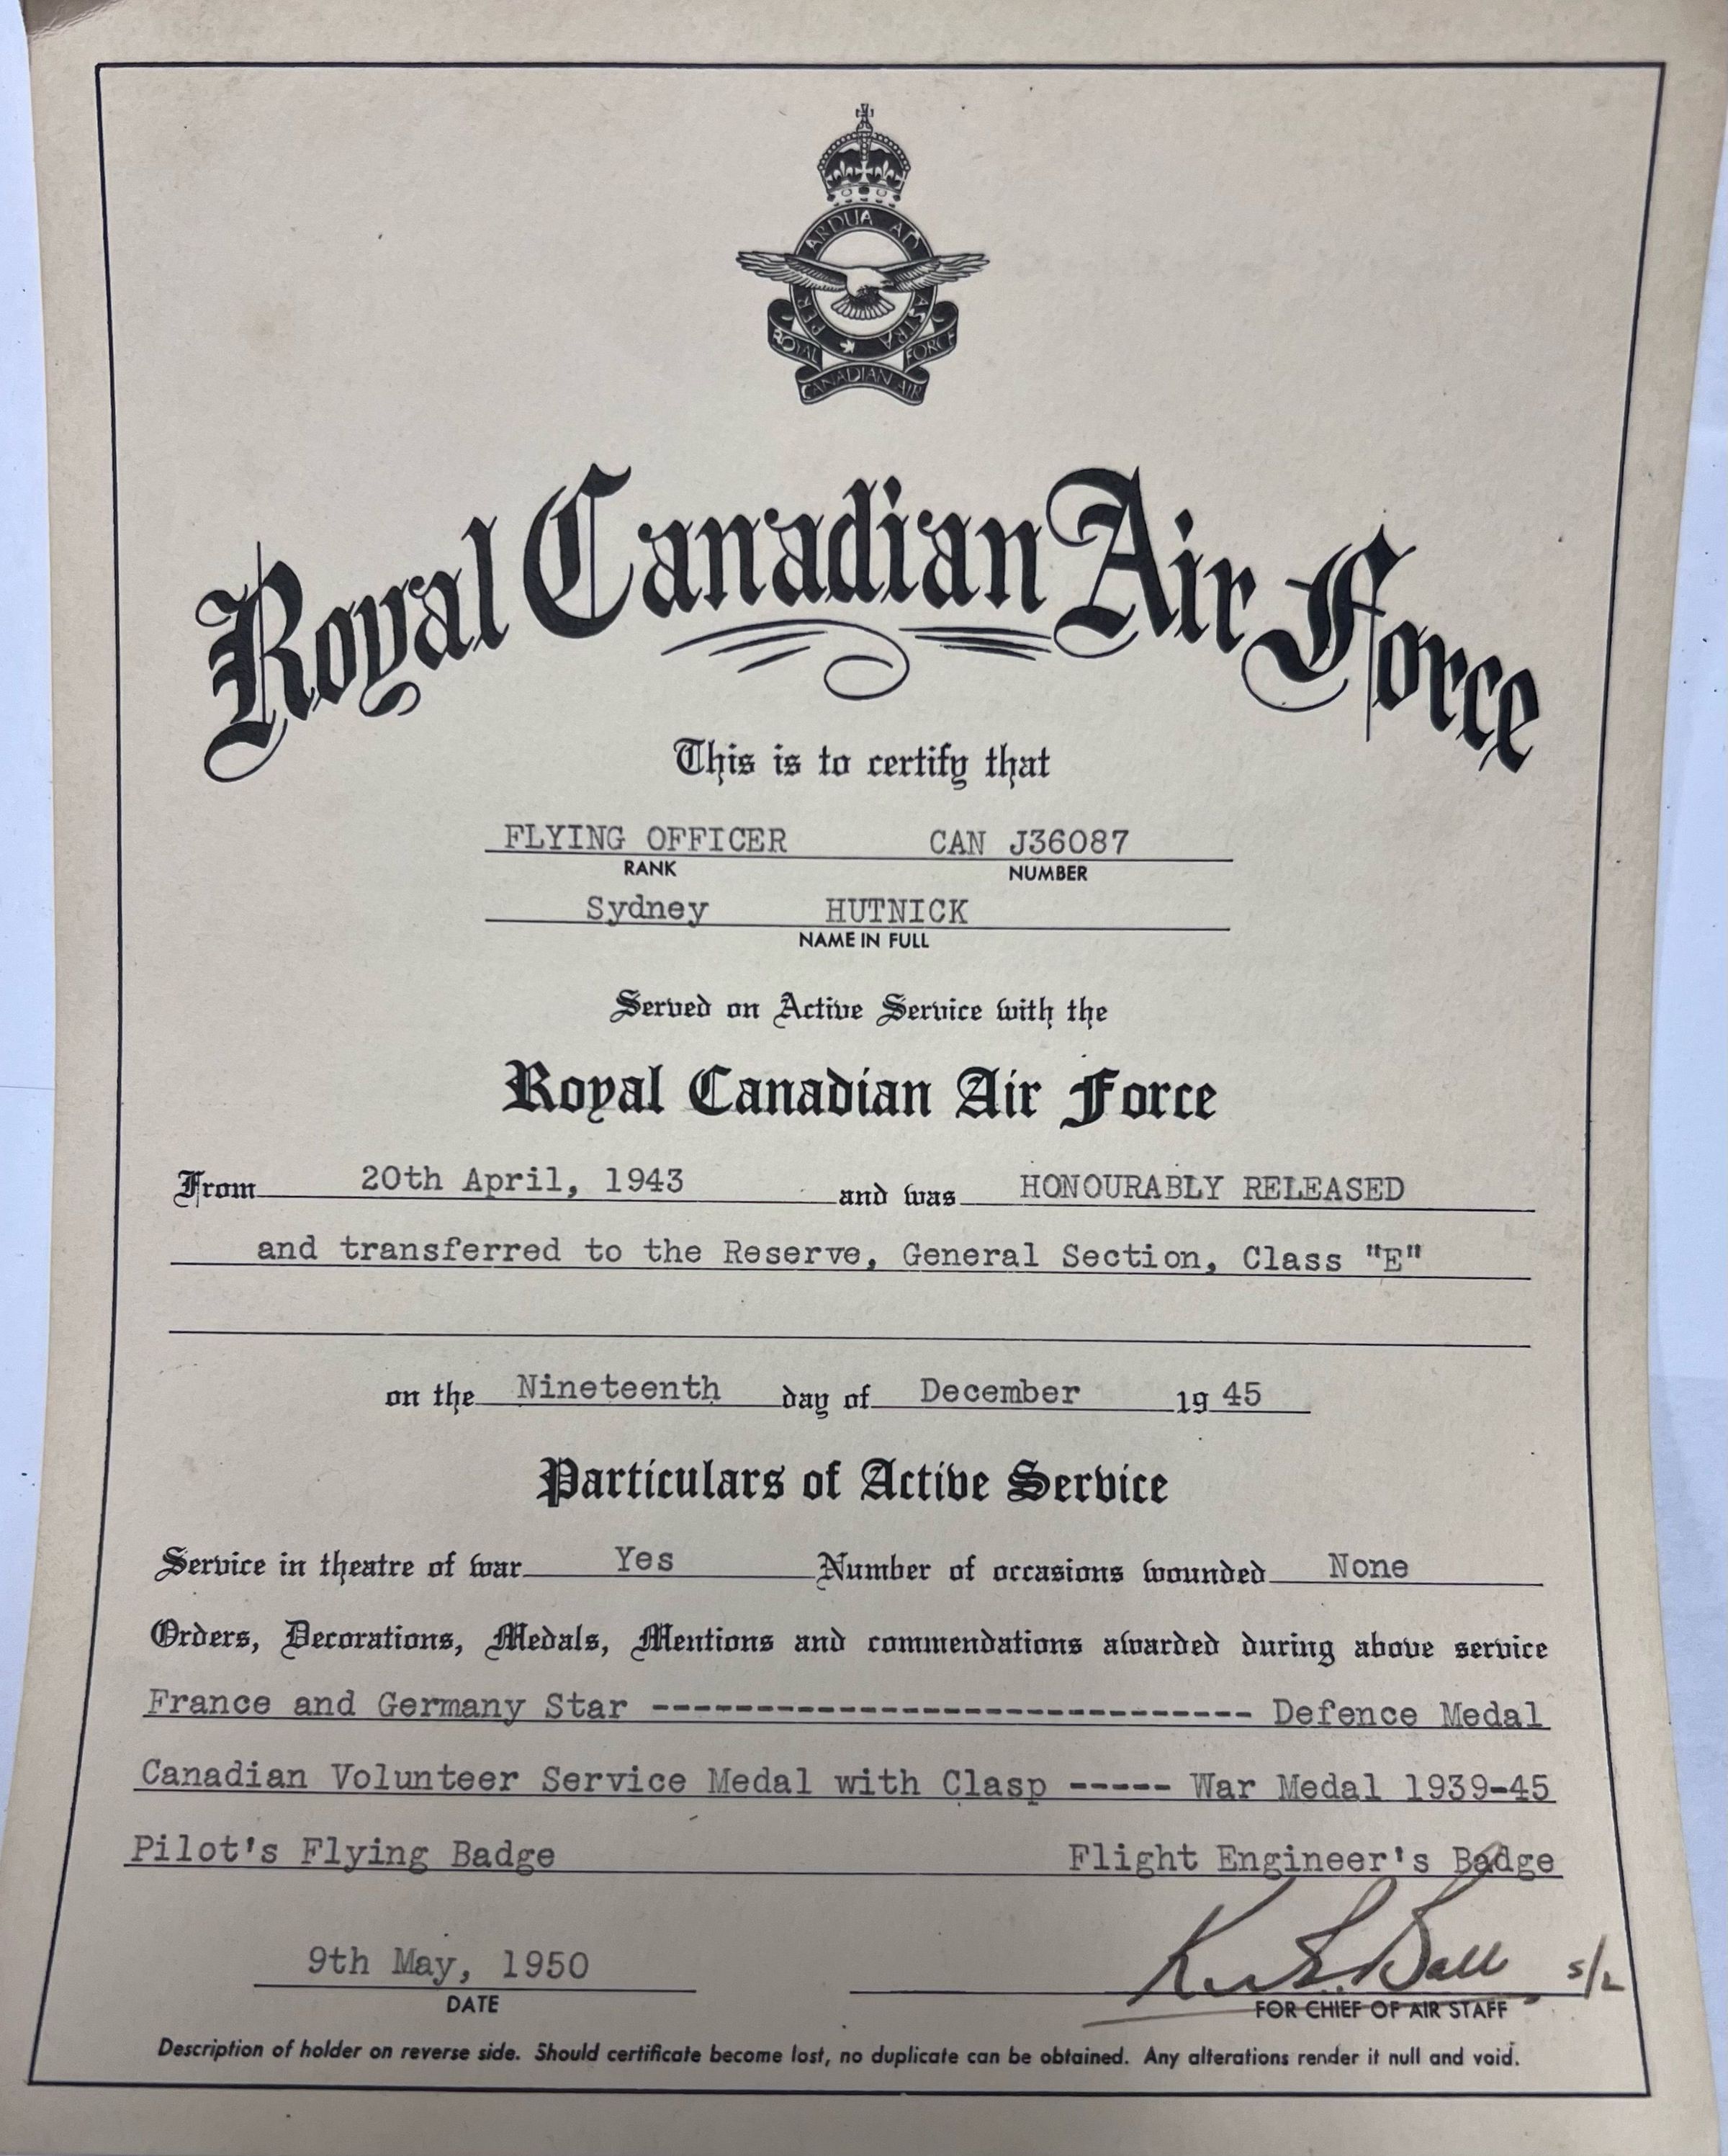 PER ARDUA AD ASTRA
ROYAL CANADIAN AIR FORCE
Royal Canadian Air Force
This is to certify that
FLYING OFFICER CAN J36087
RANK NUMBER
Sydney HUTNICK
NAME IN FULL
Served on Active Service with the
Royal Canadian Air Force
From 20th April, 1943 and was HONOURABLY RELEASED
and transferred to the Reserve, General Section, Class "E"
on the Nineteenth day of December 1945
Particulars of Active Service
Service in theatre of war Yes Number of occasions wounded None
Orders, Decorations, Medals, Mentions and commendations awarded during above service
France and Germany Star ----------------------------- Defence Medal
Canadian Volunteer Service Medal with Clasp ----- War Medal 1939-45
Pilot's Flying Badge Flight Engineer's Badge
9th May, 1950 Ball S/L
DATE FOR CHIEF OF AIR STAFF
Description of holder on reverse side. Should certificate become lost, no duplicate can be obtained. Any alterations render it null and void.